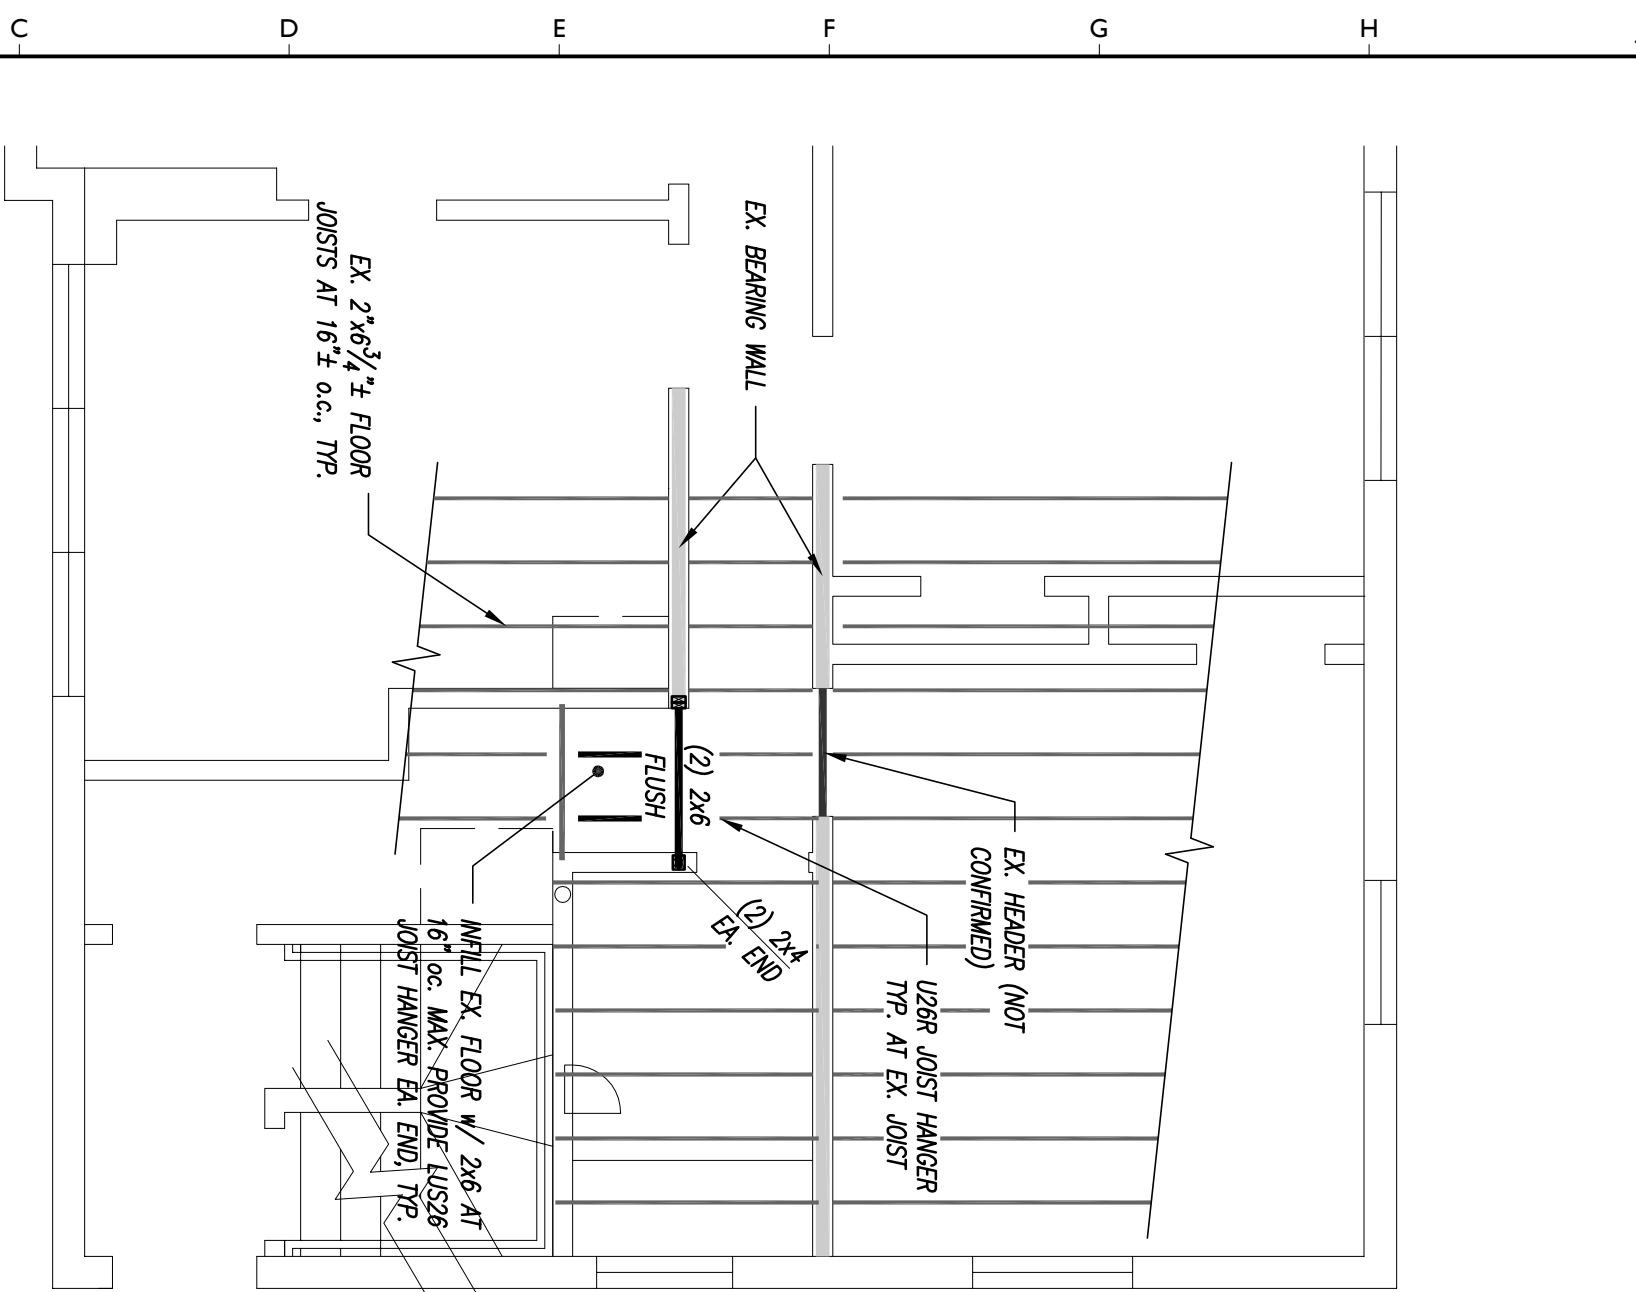 C D E F G H
EX. BEARING WALL
EX. 2"x6¾"± FLOOR
JOISTS AT 16"± o.c., TYP.
(2) 2x6
FLUSH
EX. HEADER (NOT
CONFIRMED)
(2) 2x4
EA. END
U26R JOIST HANGER
TYP. AT EX. JOIST
INFILL EX. FLOOR w/ 2x6 AT
16" oc. MAX. PROVIDE LUS26
JOIST HANGER EA. END, TYP.